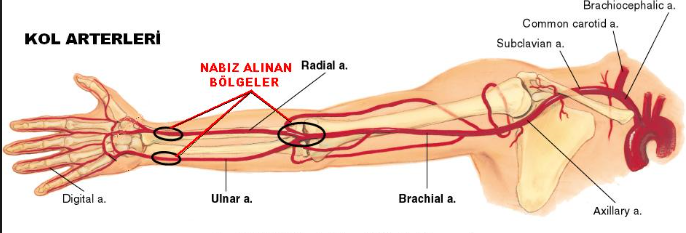 Brachiocephalic a.
Common carotid a.
Subclavian a.
KOL ARTERLERİ
NABIZ ALINAN
BÖLGELER
Radial a.
Digital a.
Ulnar a.
Brachial a.
Axillary a.